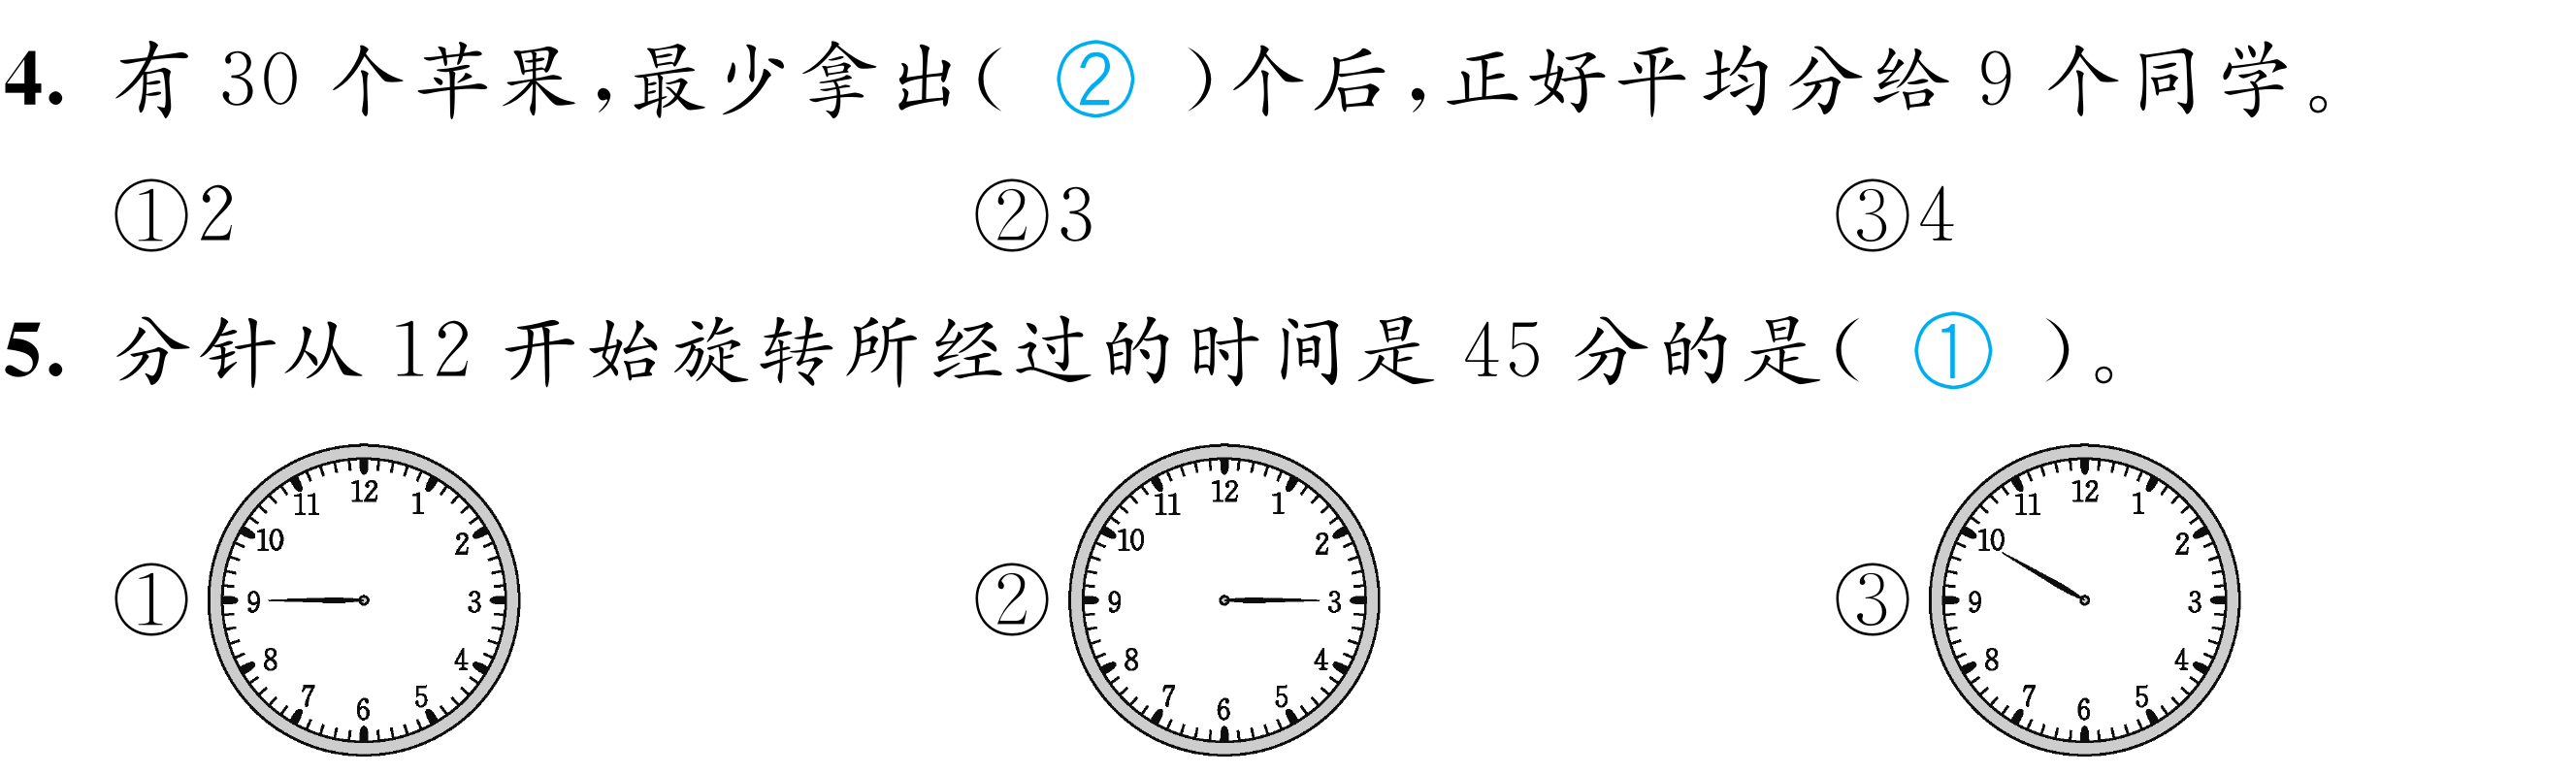 4. 有 30 个苹果,最少拿出( ② )个后,正好平均分给 9 个同学。
①2 ②3 ③4
5. 分针从 12 开始旋转所经过的时间是 45 分的是( ① )。
① 12 1 2 3 4 5 6 7 8 9 10 11 ② 12 1 2 3 4 5 6 7 8 9 10 11 ③ 12 1 2 3 4 5 6 7 8 9 10 11